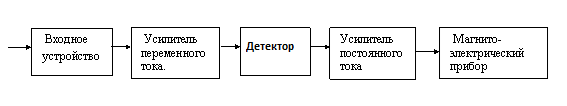 Входное
устройство
Усилитель
переменного
тока.
Детектор
Усилитель
постоянного
тока
Магнито-
электрический
прибор